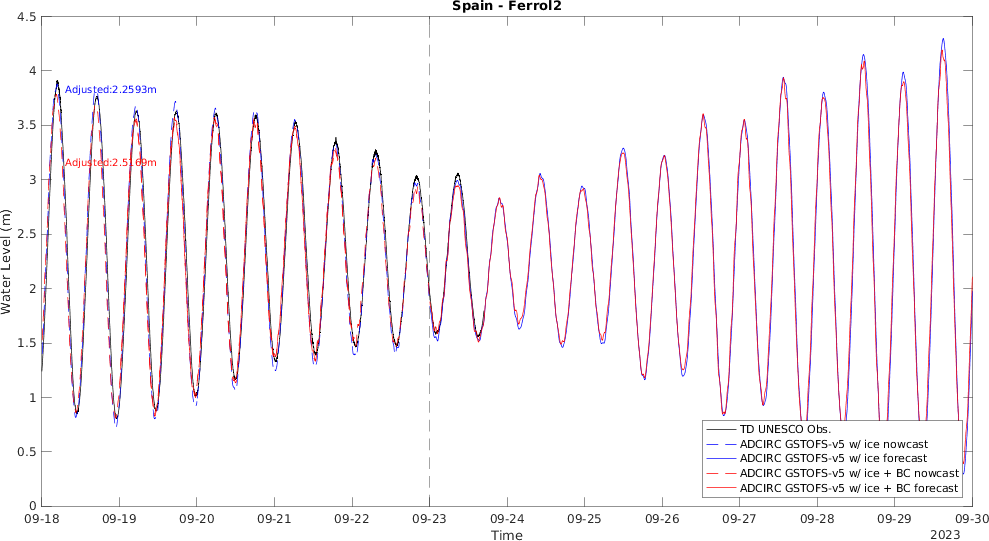 Spain - Ferrol2
4.5
4
3.5
3
2.5
2
1.5
1
0.5
0
Water Level (m)
Adjusted:2.2593m
Adjusted:2.5169m
TD UNESCO Obs.
ADCIRC GSTOFS-v5 w/ ice nowcast
ADCIRC GSTOFS-v5 w/ ice forecast
ADCIRC GSTOFS-v5 w/ ice + BC nowcast
ADCIRC GSTOFS-v5 w/ ice + BC forecast
09-18 09-19 09-20 09-21 09-22 09-23 09-24 09-25 09-26 09-27 09-28 09-29 09-30
Time
2023